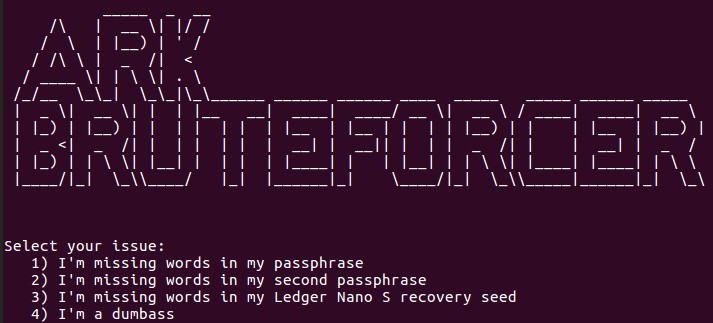 ARK
BRUTEFORCER
Select your issue:
1) I'm missing words in my passphrase
2) I'm missing words in my second passphrase
3) I'm missing words in my Ledger Nano S recovery seed
4) I'm a dumbass